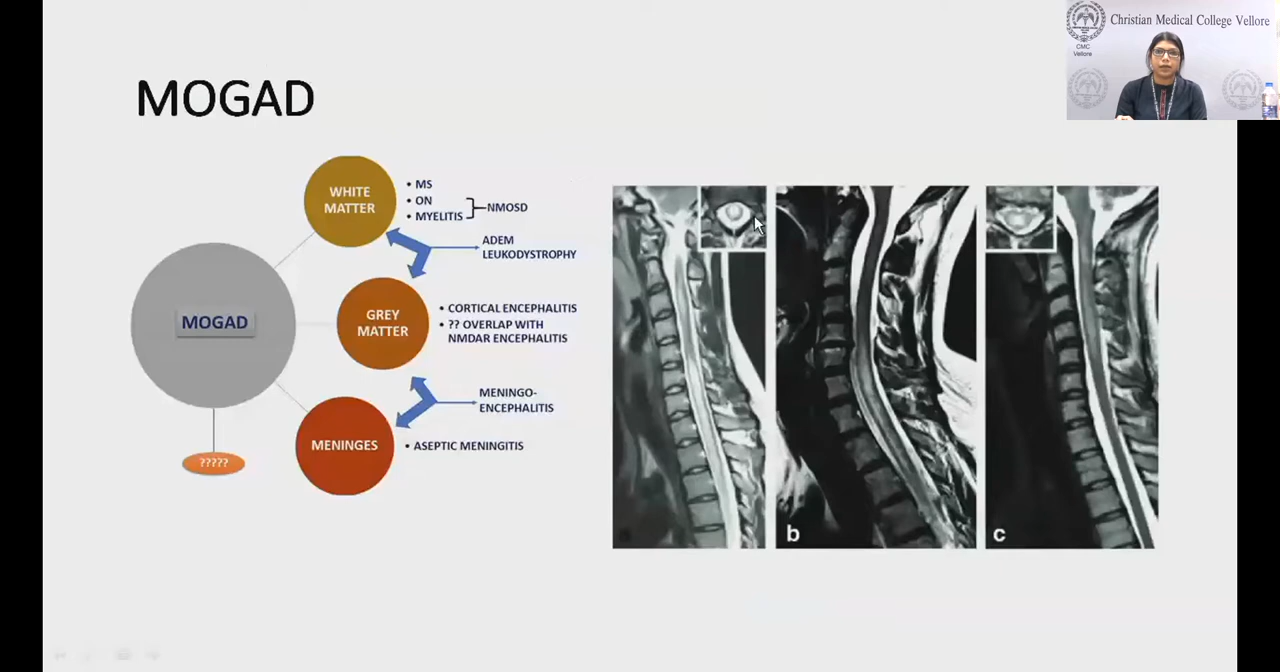 Christian Medical College Vellore
CMC
Vellore
MOGAD
WHITE
MATTER
• MS
• ON
• MYELITIS
NMOSD
ADEM
LEUKODYSTROPHY
MOGAD
GREY
MATTER
• CORTICAL ENCEPHALITIS
• ?? OVERLAP WITH
NMDAR ENCEPHALITIS
MENINGO-
ENCEPHALITIS
MENINGES
• ASEPTIC MENINGITIS
?????
a
b
c